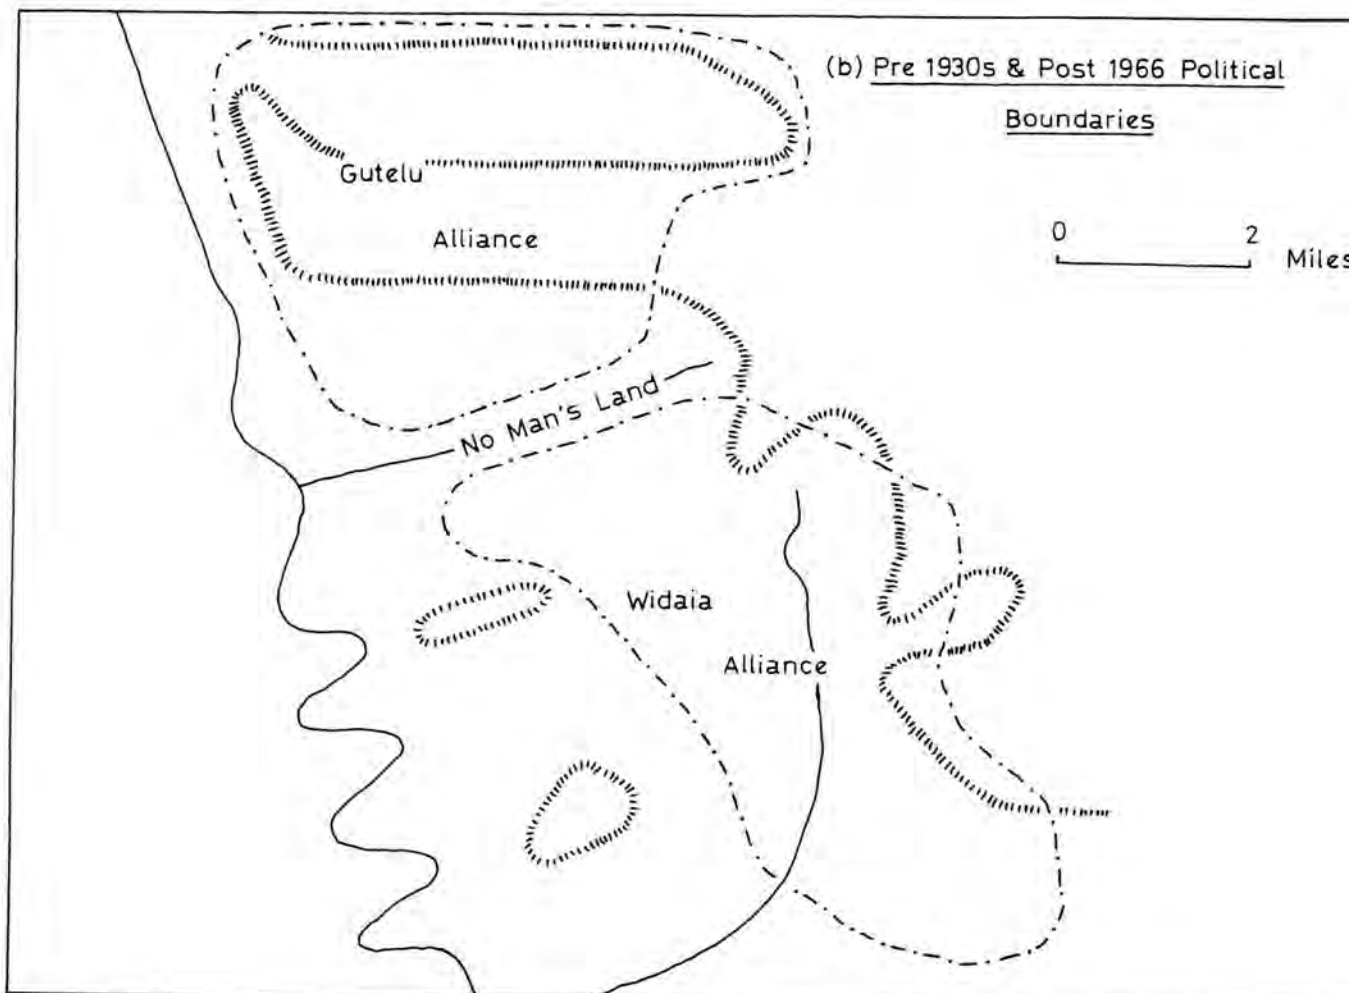 (b) Pre 1930s & Post 1966 Political
Boundaries
Gutelu
Alliance
0 2
Miles
No Man's Land
Widaia
Alliance